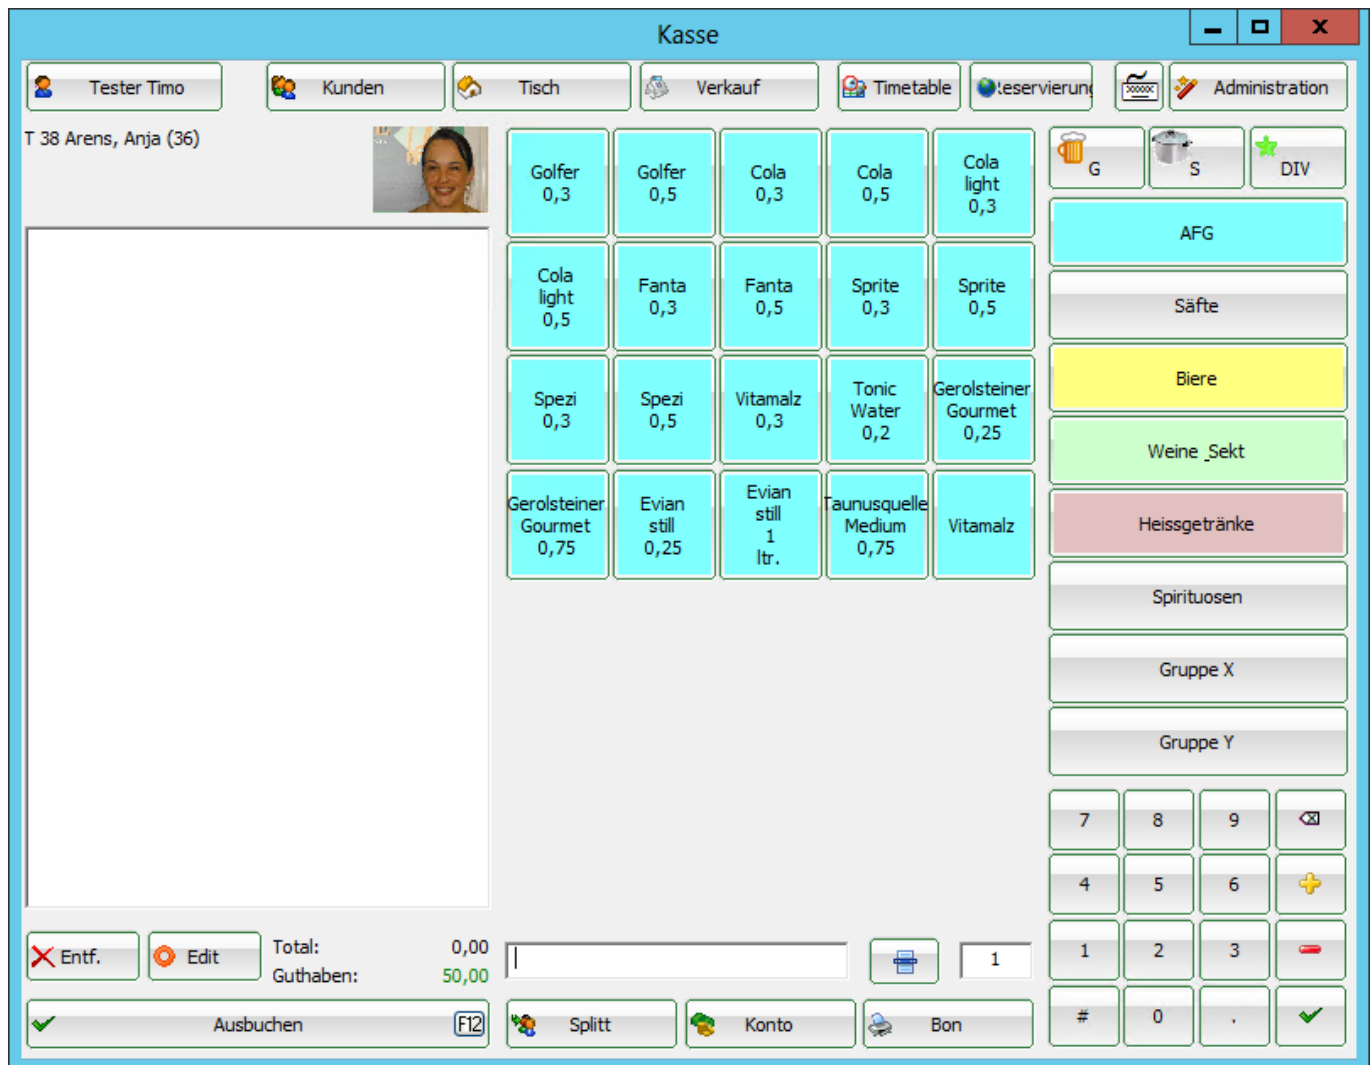 Kasse
Tester Timo
Kunden
Tisch
Verkauf
Timetable
eservierung
Administration
T 38 Arens, Anja (36)
Golfer
0,3
Golfer
0,5
Cola
0,3
Cola
0,5
Cola
light
0,3
Cola
light
0,5
Fanta
0,3
Fanta
0,5
Sprite
0,3
Sprite
0,5
Spezi
0,3
Spezi
0,5
Vitamalz
0,3
Tonic
Water
0,2
Gerolsteiner
Gourmet
0,25
Gerolsteiner
Gourmet
0,75
Evian
still
0,25
Evian
still
1
ltr.
Taunusquelle
Medium
0,75
Vitamalz
G
S
DIV
AFG
Säfte
Biere
Weine _Sekt
Heissgetränke
Spirituosen
Gruppe X
Gruppe Y
7 8 9
4 5 6
1 2 3
# 0 .
Entf.
Edit
Total: 0,00
Guthaben: 50,00
1
Ausbuchen F12
Splitt
Konto
Bon